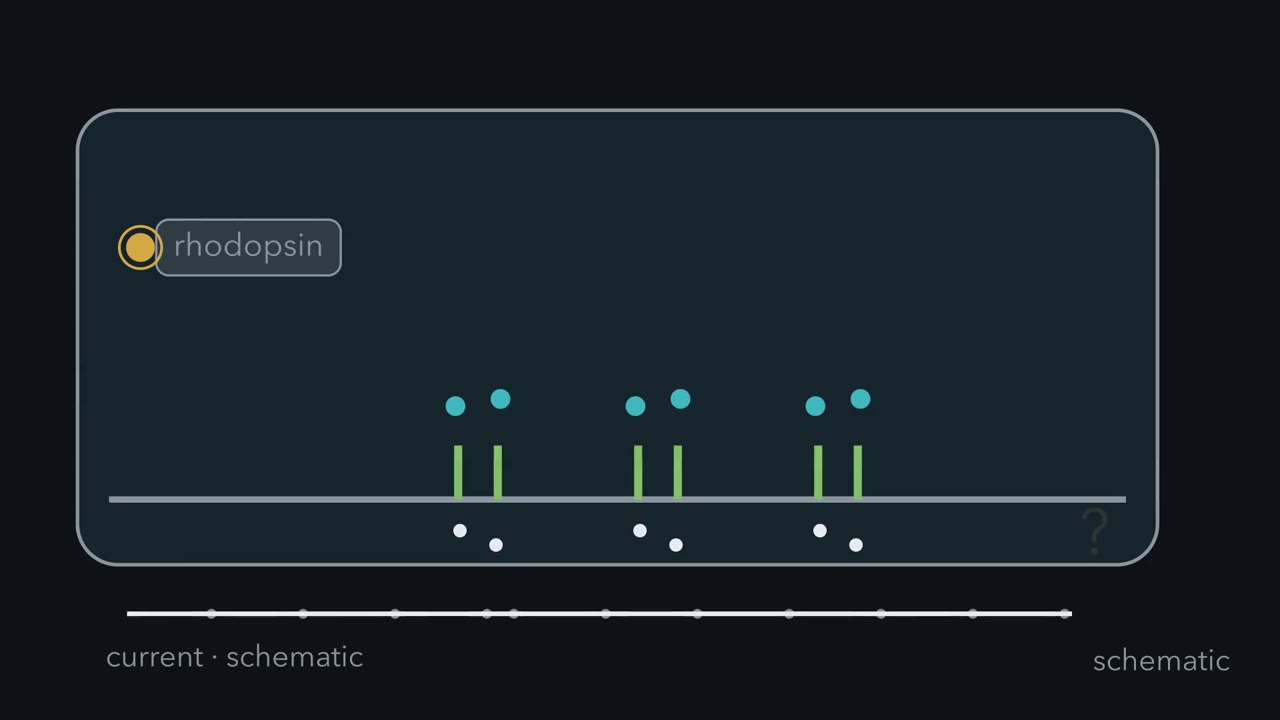 rhodopsin
?
current · schematic
schematic